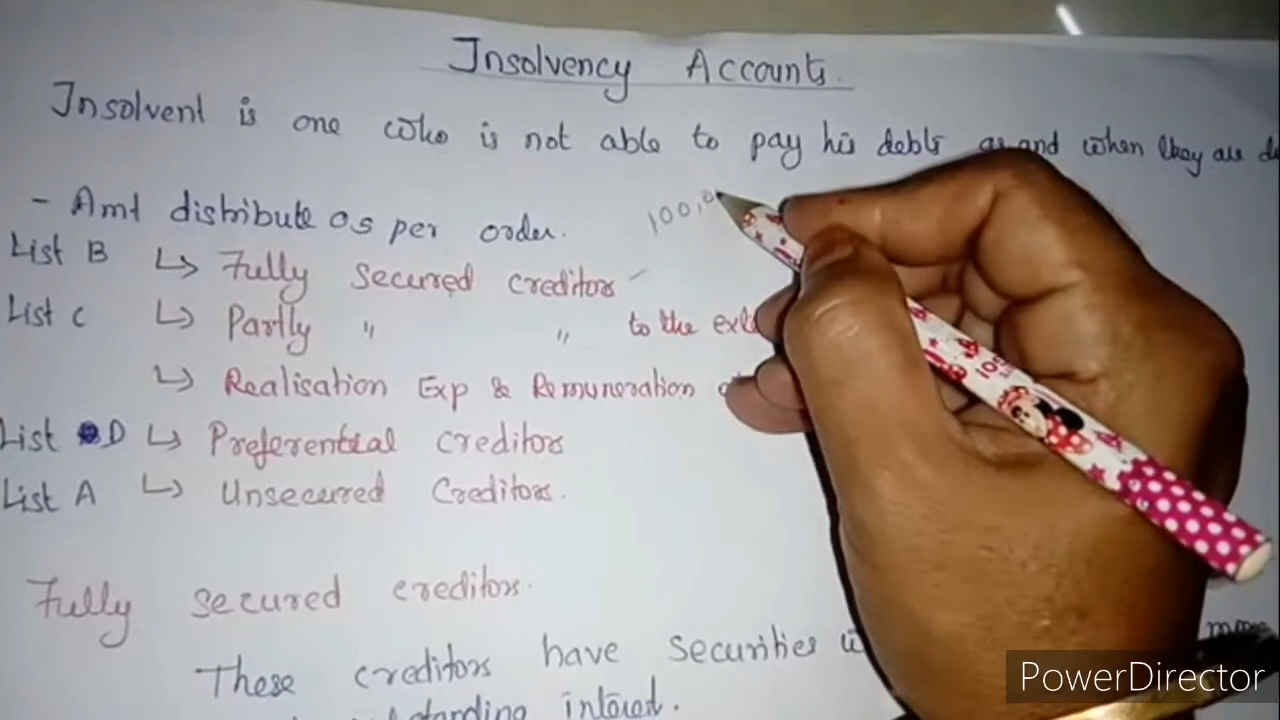 Insolvency Accounts.
Insolvent is one who is not able to pay his debts as and when they are
- Amt distribute as per order.
100,0
List B ↳ Fully secured creditors
List C ↳ Partly " " to the
↳ Realisation Exp & Remuneration
List D ↳ Preferential creditors
List A ↳ Unsecured Creditors.
Fully secured creditors.
These creditors have securities
interest.
PowerDirector